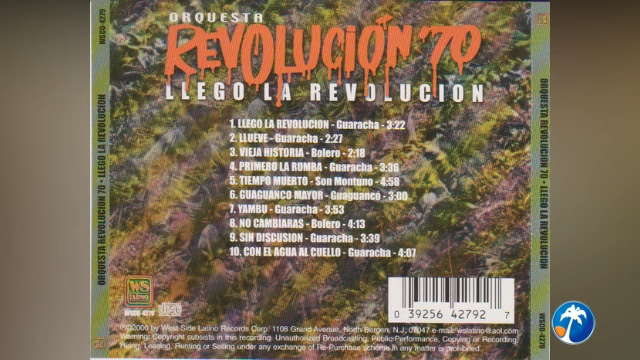 ORQUESTA
REVOLUCIÓN '70
LLEGO LA REVOLUCION
1. LLEGO LA REVOLUCION - Guaracha - 3:22
2. LLUEVE - Guaracha - 2:27
3. VIEJA HISTORIA - Bolero - 2:18
4. PRIMERO LA RUMBA - Guaracha - 3:36
5. TIEMPO MUERTO - Son Montuno - 4:58
6. GUAGUANCO MAYOR - Guaguanco - 3:00
7. YAMBU - Guaracha - 3:53
8. NO CAMBIARAS - Bolero - 4:13
9. SIN DISCUSION - Guaracha - 3:39
10. CON EL AGUA AL CUELLO - Guaracha - 4:07
WS
LATINO
WSCD-4279
0 39256 42792 7
℗©2000 by West Side Latino Records Corp. 1108 Grand Avenue, North Bergen, N.J. 07047 e-mail: wslatino@aol.com
Warning: Copyright subsists in this recording. Unauthorized Broadcasting, Public Performance, Copying or Recording,
Hiring, Leasing, Renting or Selling under any exchange of Re-Purchase scheme in any matter is prohibited.
WSCD-4279
ORQUESTA REVOLUCION 70 - LLEGO LA REVOLUCION
ORQUESTA REVOLUCION 70 - LLEGO LA REVOLUCION
WSCD-4279